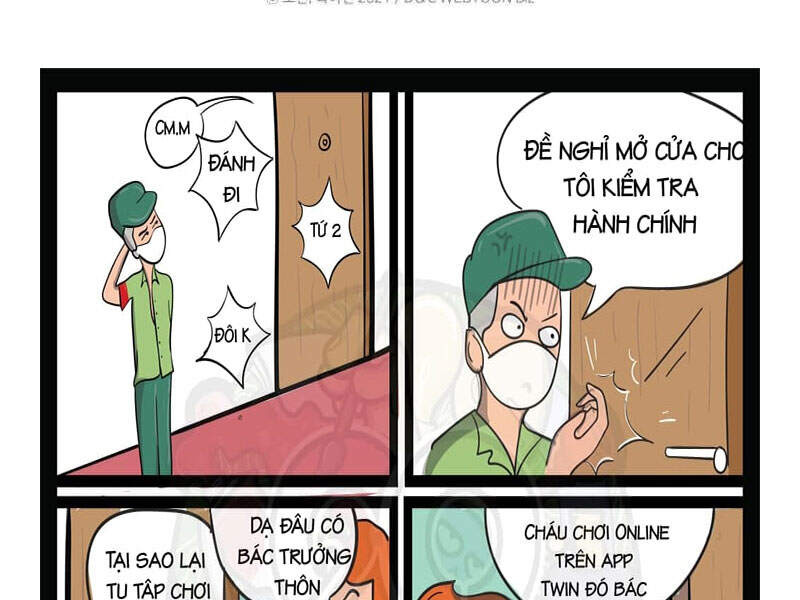 CM.M
ĐÁNH
ĐI
TỨ 2
ĐÔI K
ĐỀ NGHỈ MỞ CỬA CHO
TÔI KIỂM TRA
HÀNH CHÍNH
TẠI SAO LẠI
TỤ TẬP CHƠI
DẠ ĐÂU CÓ
BÁC TRƯỞNG
THÔN
CHÁU CHƠI ONLINE
TRÊN APP
TWIN ĐÓ BÁC